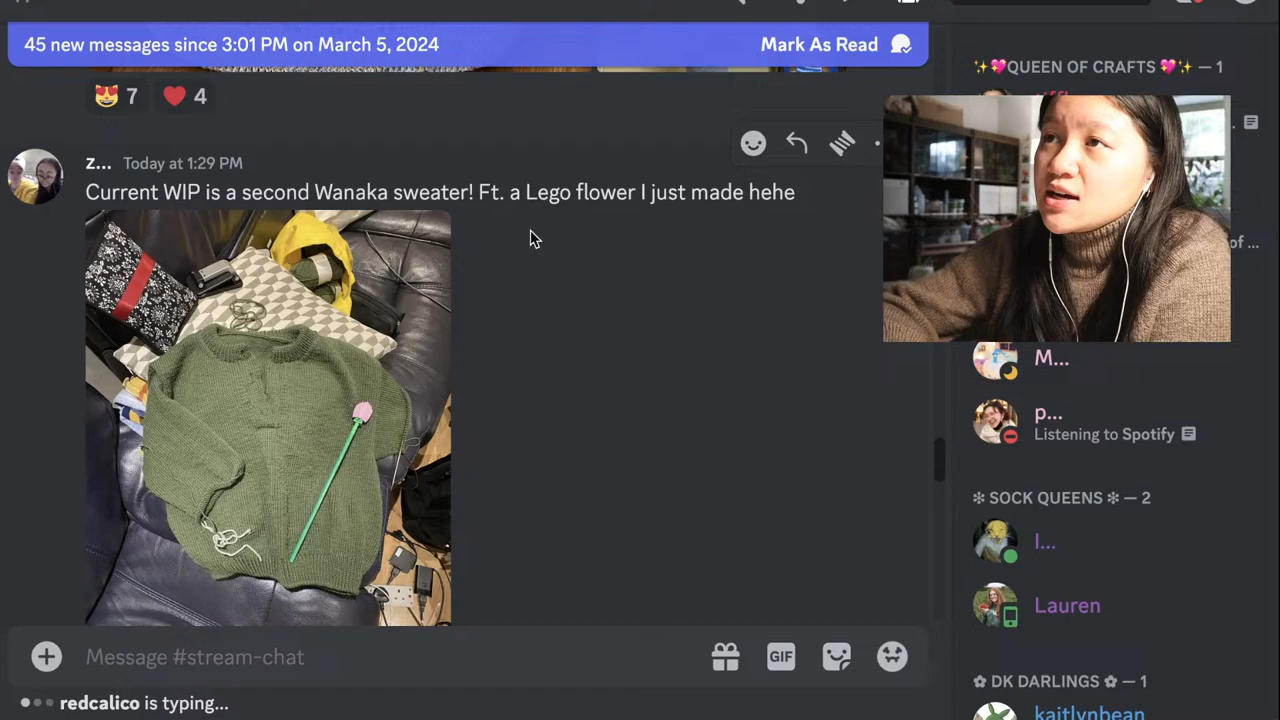 45 new messages since 3:01 PM on March 5, 2024
Mark As Read
✨💖QUEEN OF CRAFTS 💖✨ — 1
😻 7 ❤️ 4
z... Today at 1:29 PM
Current WIP is a second Wanaka sweater! Ft. a Lego flower I just made hehe
of ...
M...
p...
Listening to Spotify
❄ SOCK QUEENS ❄ — 2
l...
Lauren
✿ DK DARLINGS ✿ — 1
kaitlynbean
Message #stream-chat
GIF
redcalico is typing...